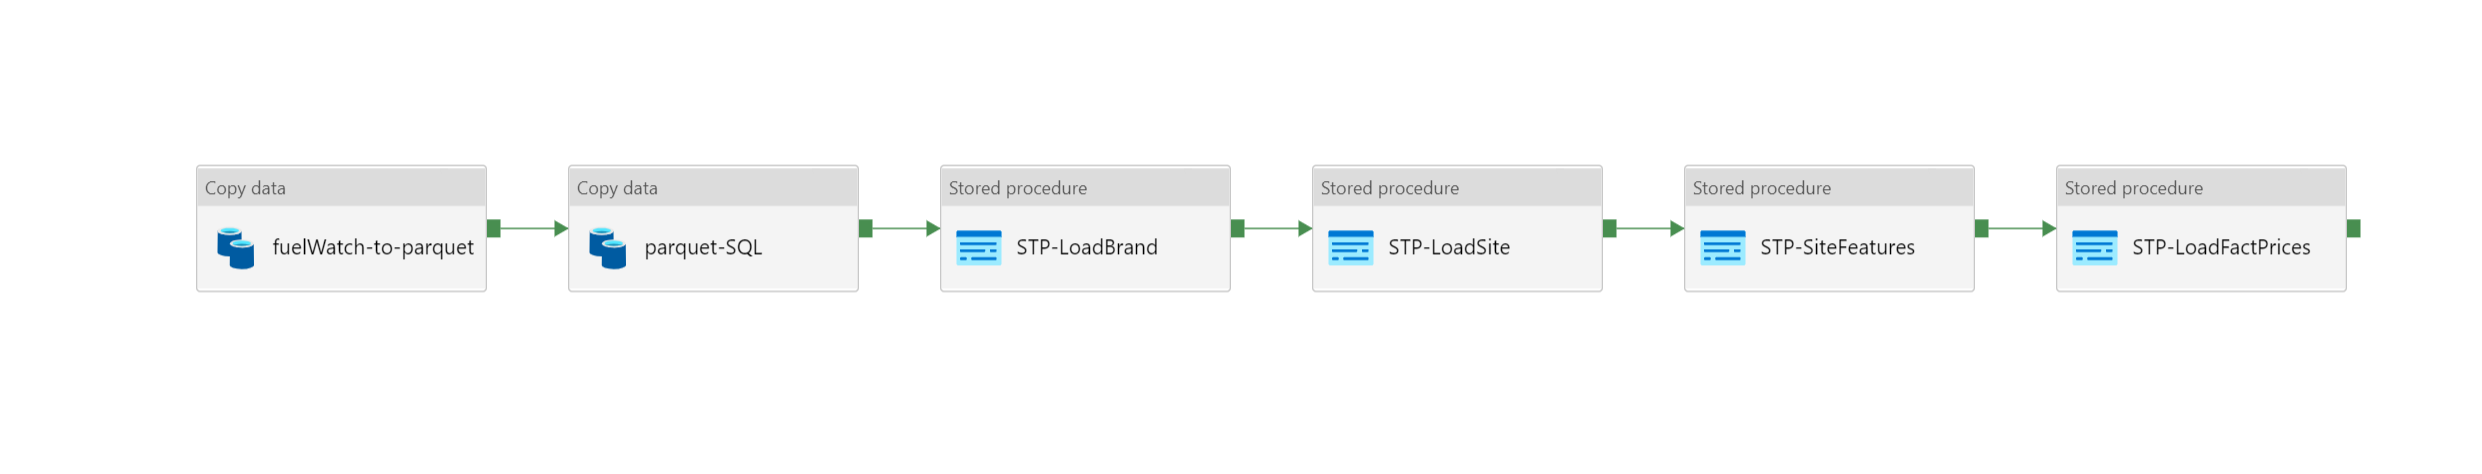 Copy data
fuelWatch-to-parquet
Copy data
parquet-SQL
Stored procedure
STP-LoadBrand
Stored procedure
STP-LoadSite
Stored procedure
STP-SiteFeatures
Stored procedure
STP-LoadFactPrices